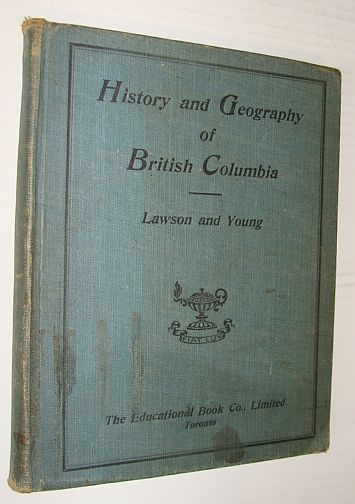 History and Geography
of
British Columbia
Lawson and Young
FIAT LUX
The Educational Book Co., Limited
Toronto